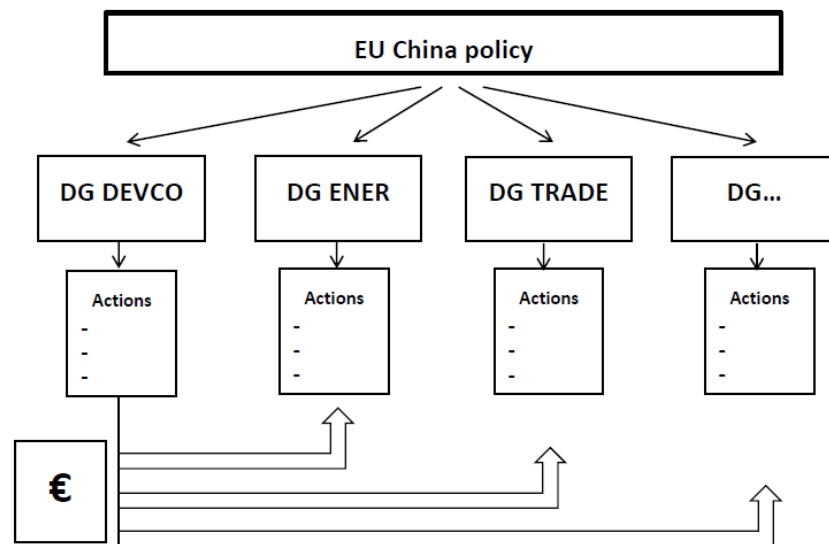 EU China policy
DG DEVCO
DG ENER
DG TRADE
DG...
Actions
-
-
-
Actions
-
-
-
Actions
-
-
-
Actions
-
-
-
€